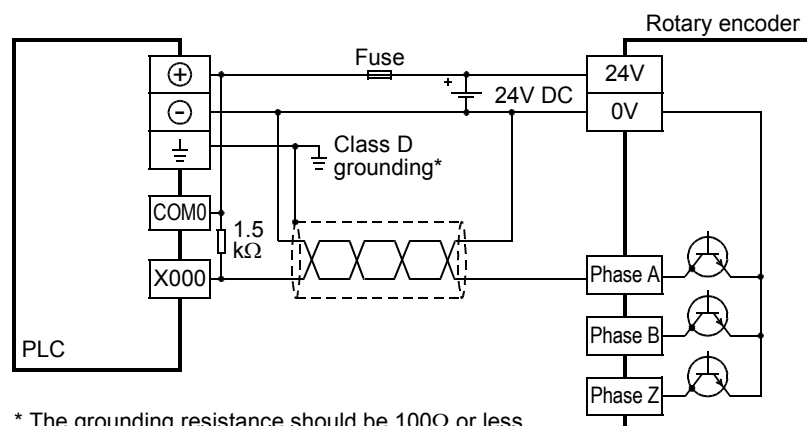 Rotary encoder
Fuse
24V
+
24V DC
0V
Class D
grounding*
COM0
1.5
kΩ
X000
Phase A
Phase B
PLC
Phase Z
* The grounding resistance should be 100Ω or less.